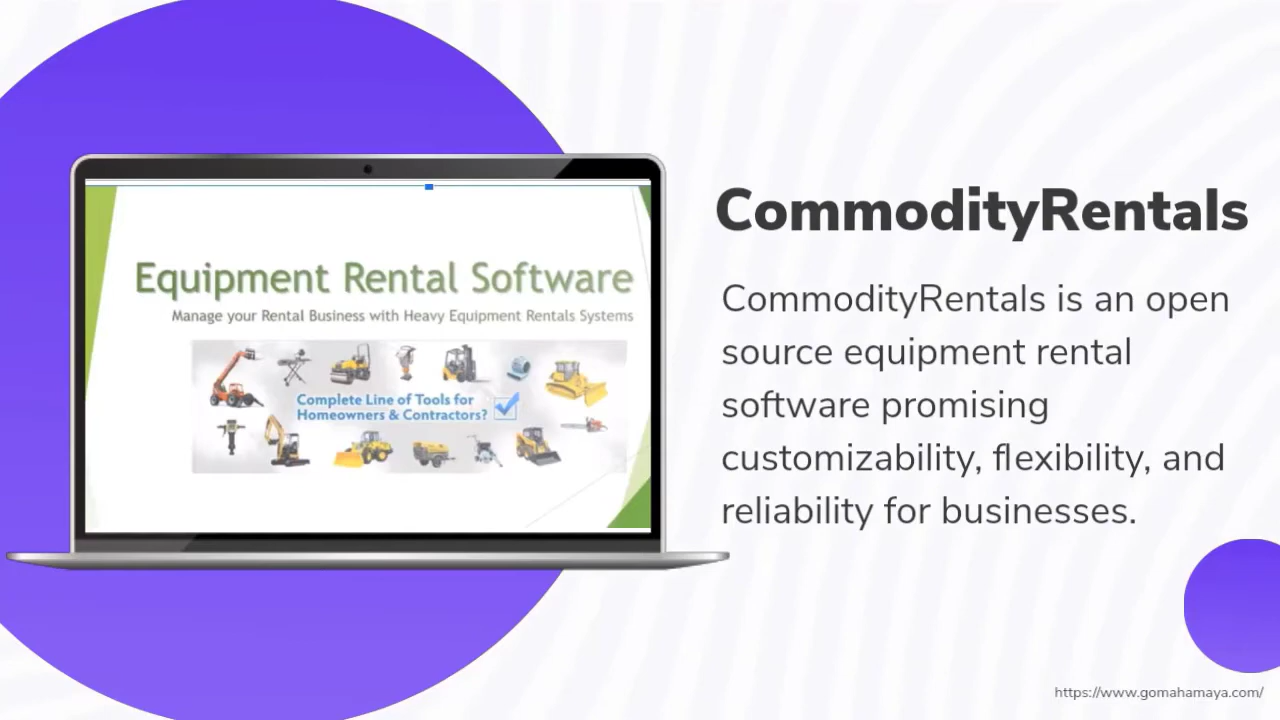 Equipment Rental Software
Manage your Rental Business with Heavy Equipment Rentals Systems
Complete Line of Tools for
Homeowners & Contractors?
CommodityRentals
CommodityRentals is an open
source equipment rental
software promising
customizability, flexibility, and
reliability for businesses.
https://www.gomahamaya.com/